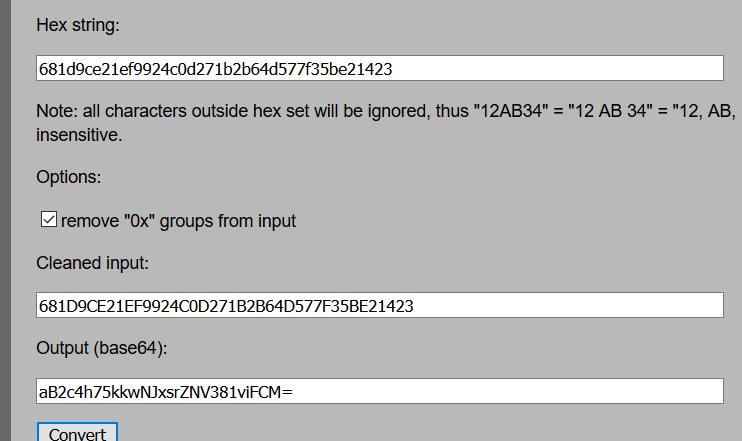 Hex string:
681d9ce21ef9924c0d271b2b64d577f35be21423
Note: all characters outside hex set will be ignored, thus "12AB34" = "12 AB 34" = "12, AB,
insensitive.
Options:
remove "0x" groups from input
Cleaned input:
681D9CE21EF9924C0D271B2B64D577F35BE21423
Output (base64):
aB2c4h75kkwNJxsrZNV381viFCM=
Convert